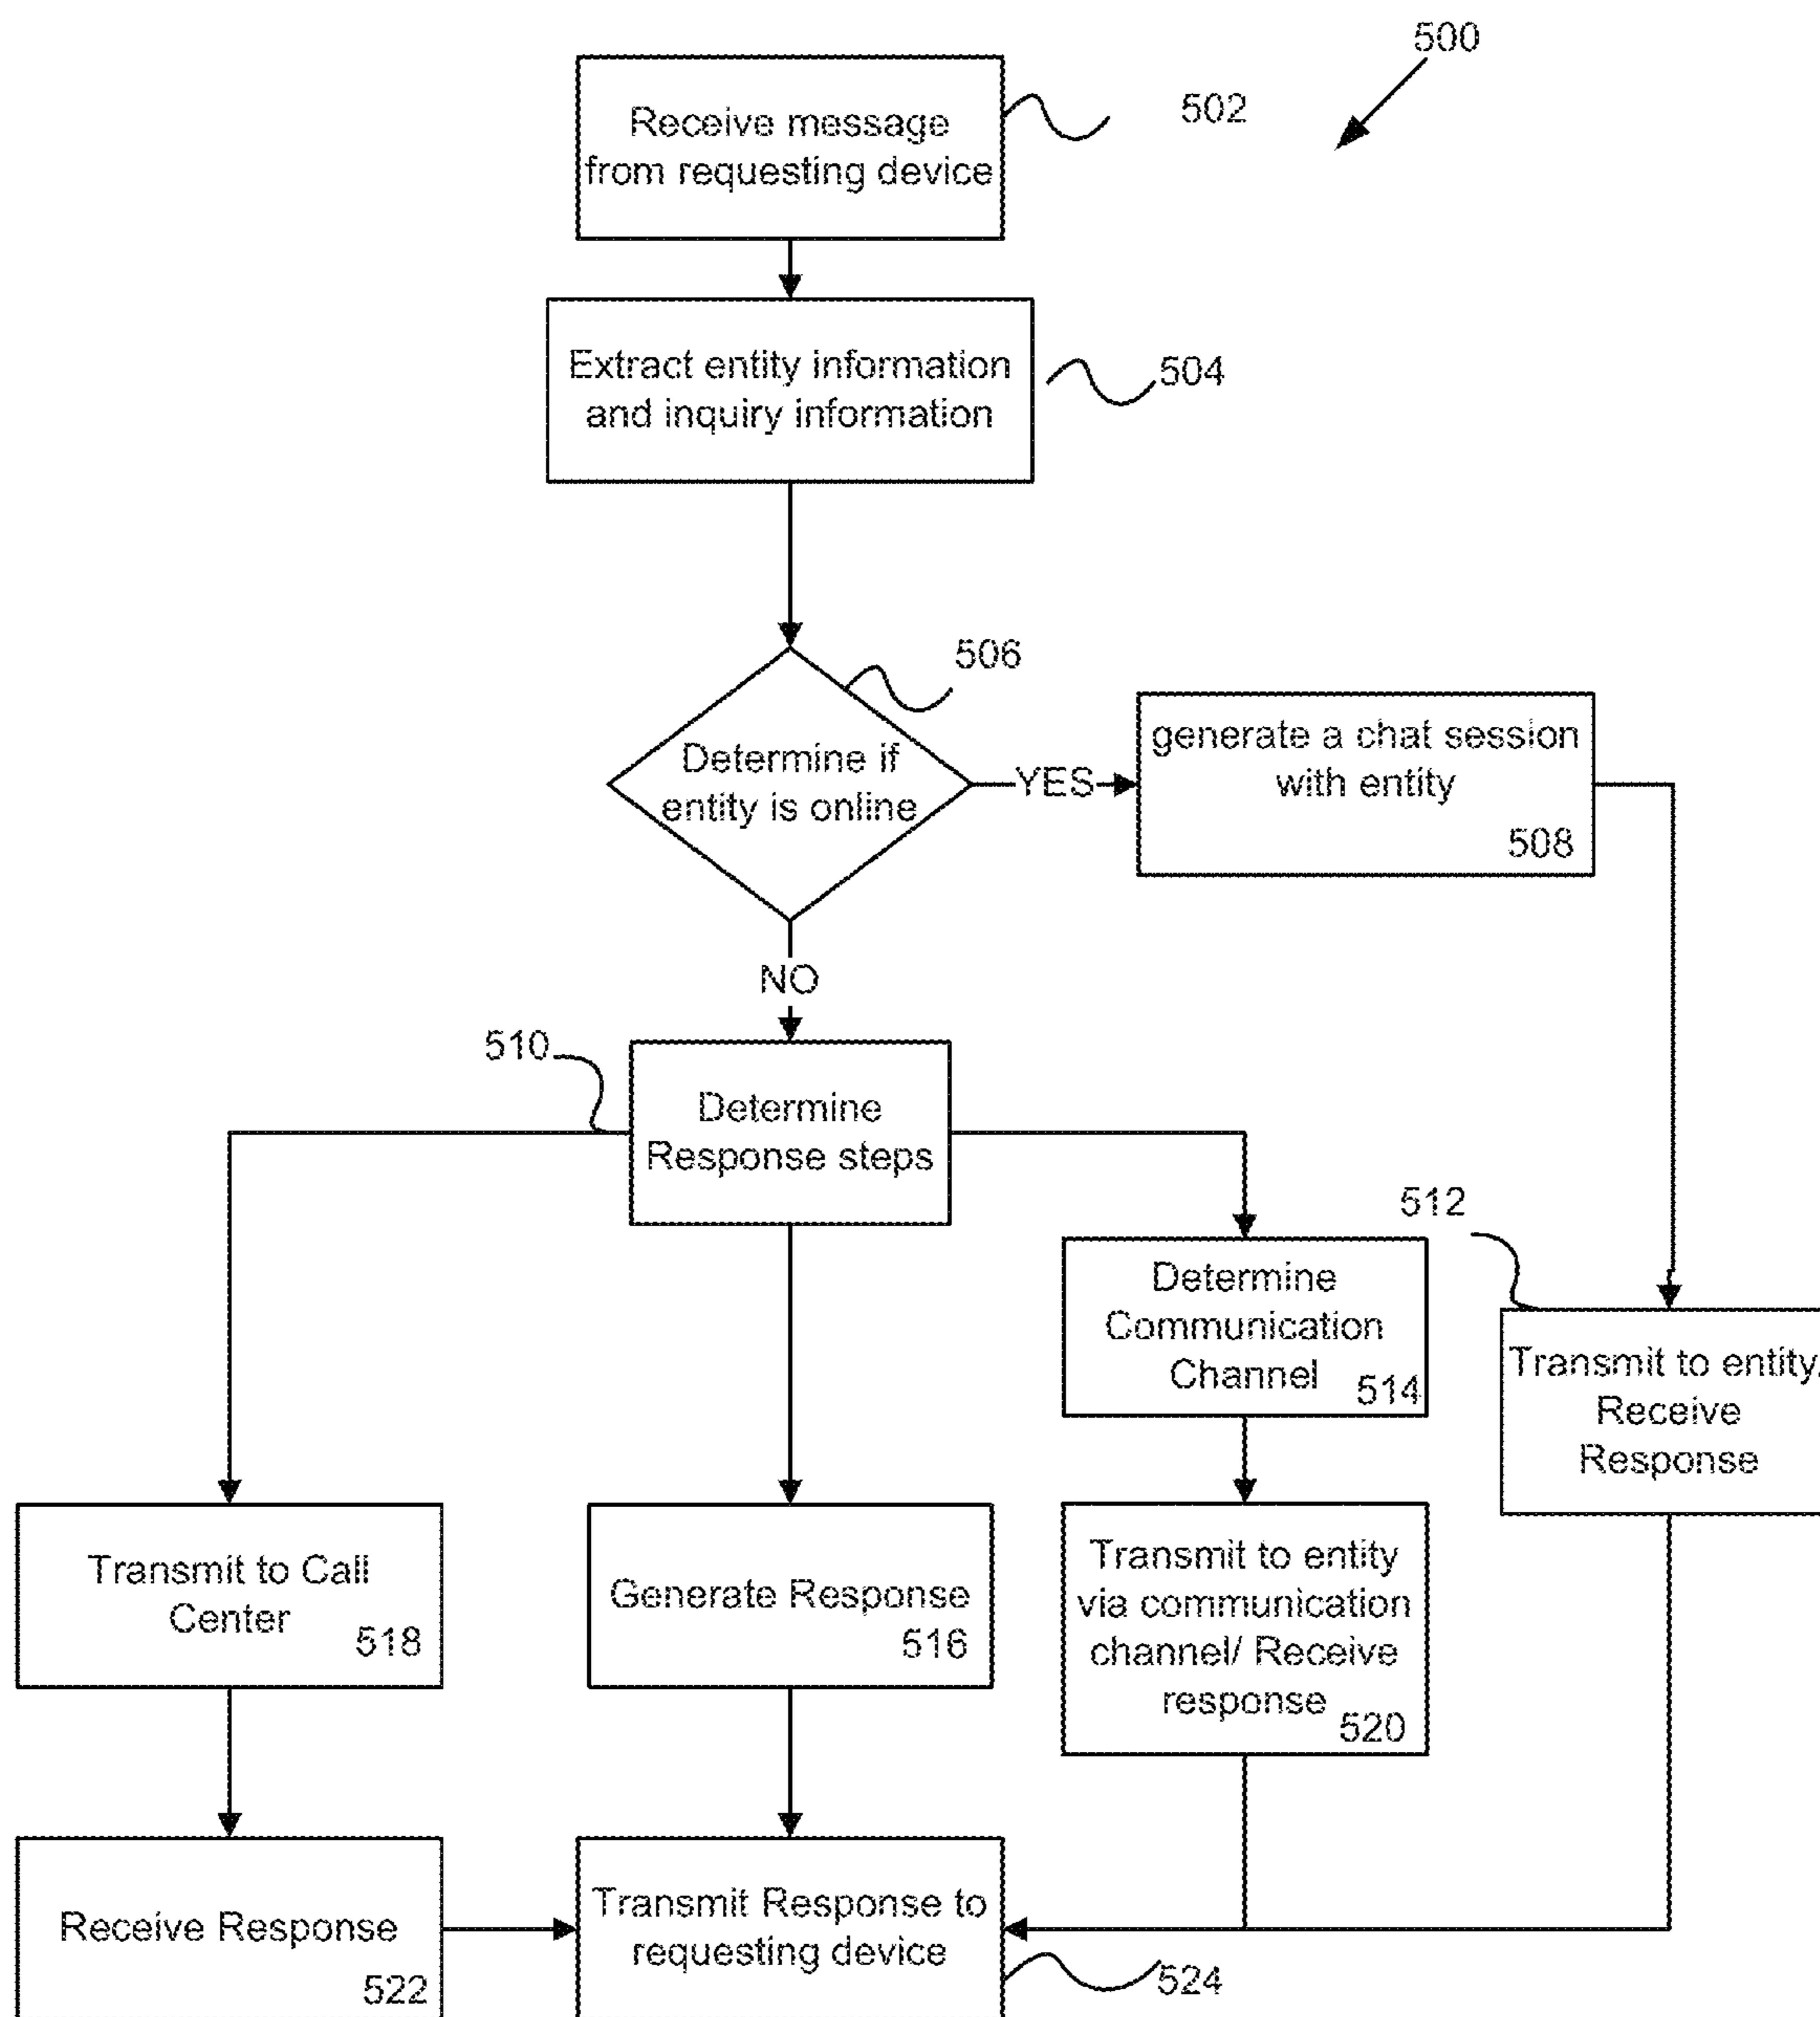 500
Receive message
from requesting device
502
Extract entity information
and inquiry information
504
506
Determine if
entity is online
YES
generate a chat session
with entity
508
NO
510
Determine
Response steps
512
Determine
Communication
Channel
514
Transmit to entity,
Receive
Response
Transmit to Call
Center
518
Generate Response
516
Transmit to entity
via communication
channel/ Receive
response
520
Receive Response
522
Transmit Response to
requesting device
524